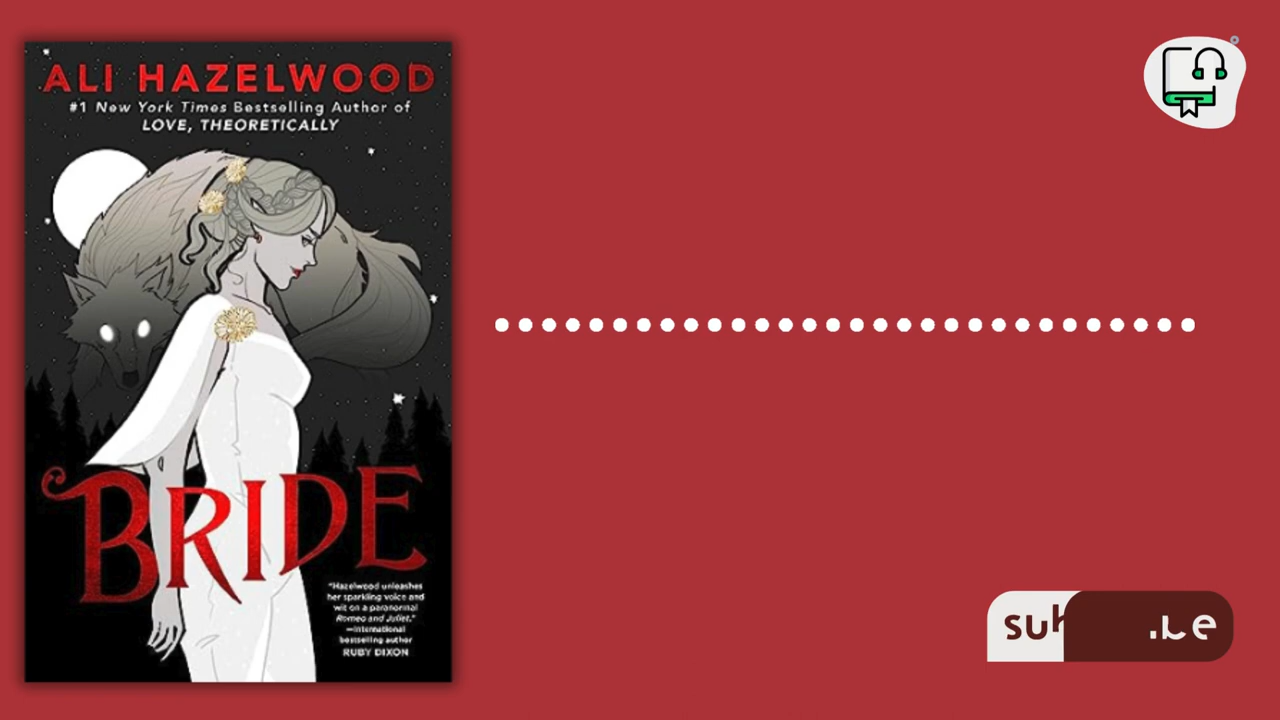 ALI HAZELWOOD
#1 New York Times Bestselling Author of
LOVE, THEORETICALLY
BRIDE
"Hazelwood unleashes
her sparkling voice and
wit on a paranormal
Romeo and Juliet."
—International
bestselling author
RUBY DIXON